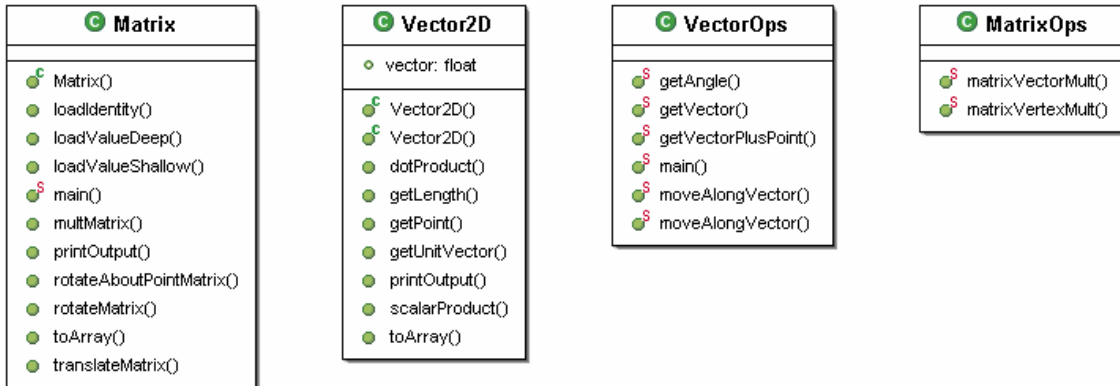 Matrix
Matrix()
loadIdentity()
loadValueDeep()
loadValueShallow()
main()
multMatrix()
printOutput()
rotateAboutPointMatrix()
rotateMatrix()
toArray()
translateMatrix()
Vector2D
vector: float
Vector2D()
Vector2D()
dotProduct()
getLength()
getPoint()
getUnitVector()
printOutput()
scalarProduct()
toArray()
VectorOps
getAngle()
getVector()
getVectorPlusPoint()
main()
moveAlongVector()
moveAlongVector()
MatrixOps
matrixVectorMult()
matrixVertexMult()